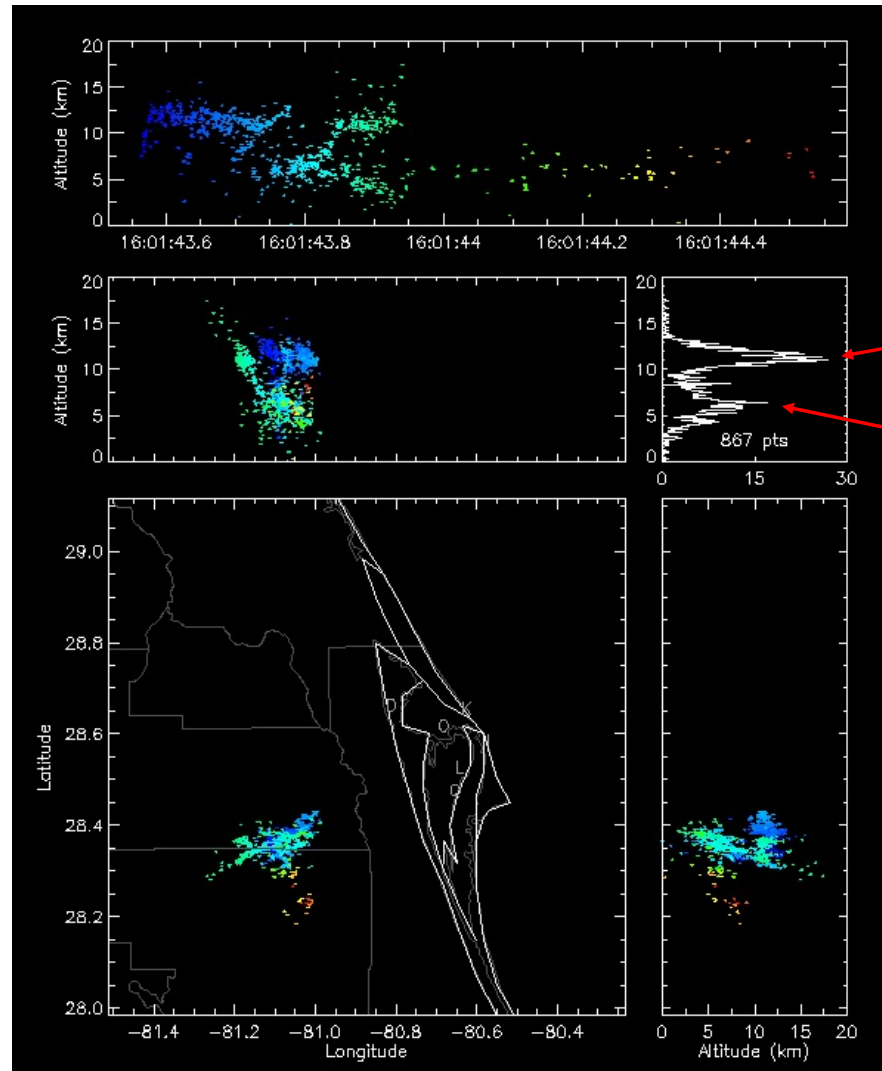 20
15
10
5
0
Altitude (km)
16:01:43.6 16:01:43.8 16:01:44 16:01:44.2 16:01:44.4
20
15
10
5
0
Altitude (km)
20
15
10
5
0
867 pts
0 15 30
29.0
28.8
28.6
28.4
28.2
28.0
Latitude
D
K
O
L
Q
-81.4 -81.2 -81.0 -80.8 -80.6 -80.4
Longitude
0 5 10 15 20
Altitude (km)